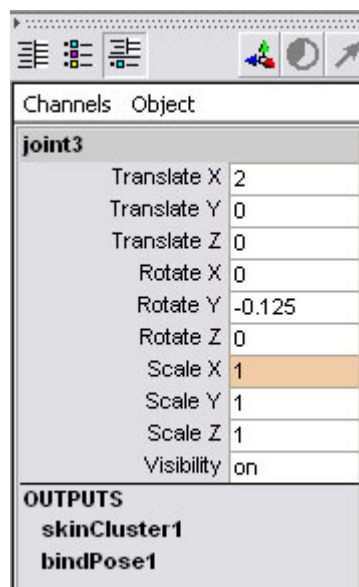 Channels Object
joint3
Translate X 2
Translate Y 0
Translate Z 0
Rotate X 0
Rotate Y -0.125
Rotate Z 0
Scale X 1
Scale Y 1
Scale Z 1
Visibility on
OUTPUTS
skinCluster1
bindPose1